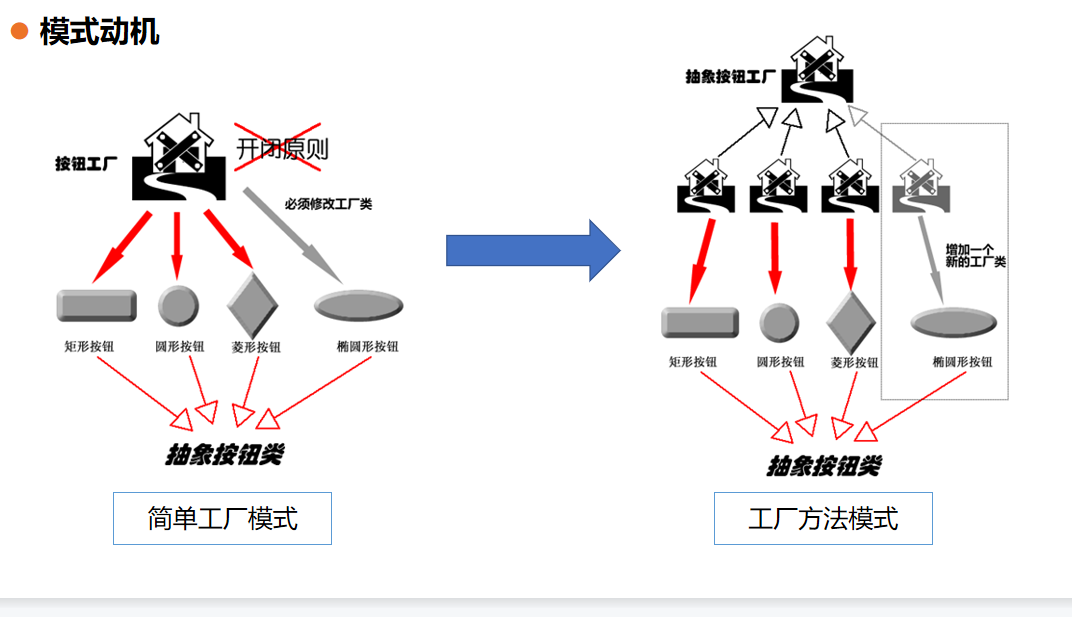 模式动机
按钮工厂
开闭原则
必须修改工厂类
矩形按钮
圆形按钮
菱形按钮
椭圆形按钮
抽象按钮类
简单工厂模式
抽象按钮工厂
增加一个
新的工厂类
矩形按钮
圆形按钮
菱形按钮
椭圆形按钮
抽象按钮类
工厂方法模式